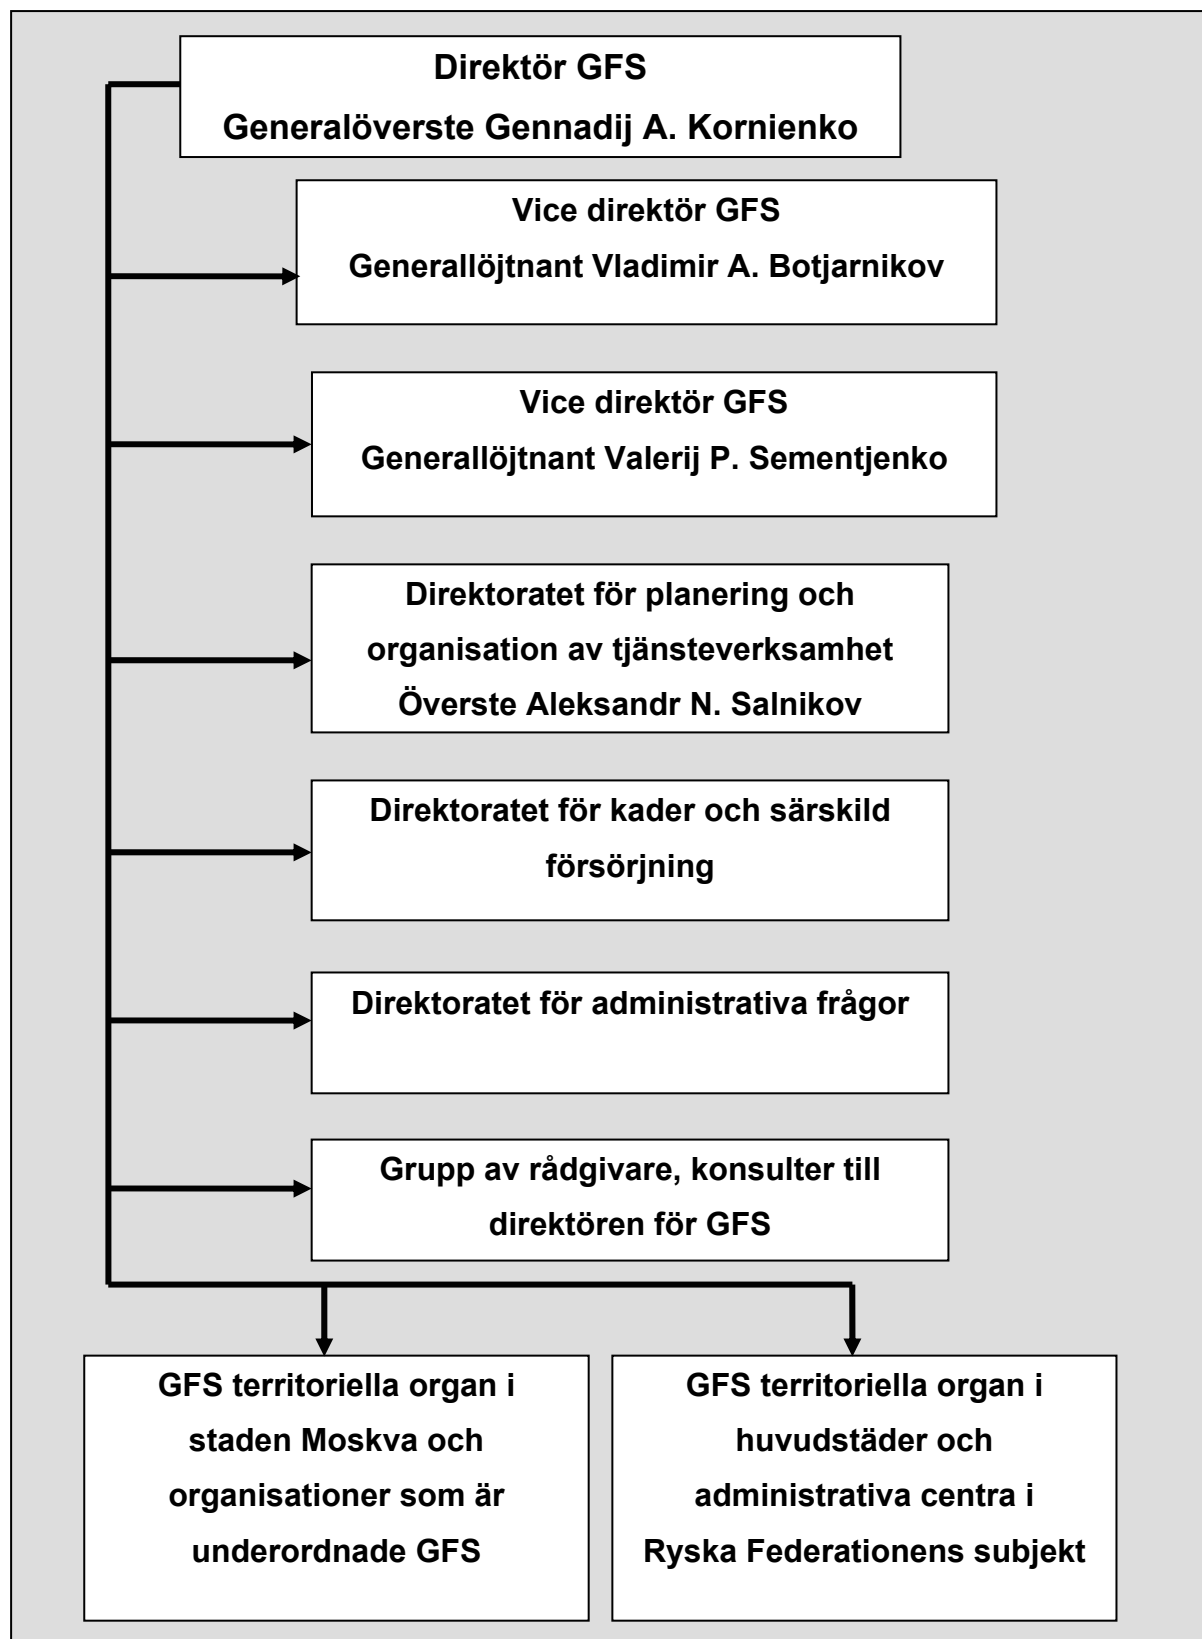 Direktör GFS
Generalöverste Gennadij A. Kornienko
Vice direktör GFS
Generallöjtnant Vladimir A. Botjarnikov
Vice direktör GFS
Generallöjtnant Valerij P. Sementjenko
Direktoratet för planering och
organisation av tjänsteverksamhet
Överste Aleksandr N. Salnikov
Direktoratet för kader och särskild
försörjning
Direktoratet för administrativa frågor
Grupp av rådgivare, konsulter till
direktören för GFS
GFS territoriella organ i
staden Moskva och
organisationer som är
underordnade GFS
GFS territoriella organ i
huvudstäder och
administrativa centra i
Ryska Federationens subjekt